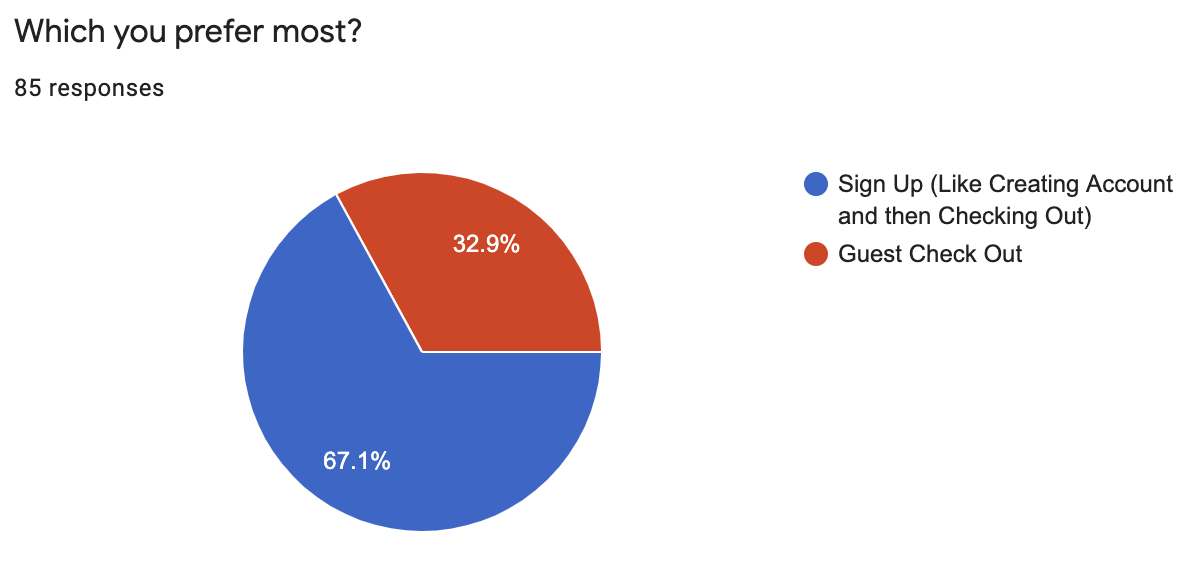 Which you prefer most?
85 responses
32.9%
67.1%
Sign Up (Like Creating Account
and then Checking Out)
Guest Check Out